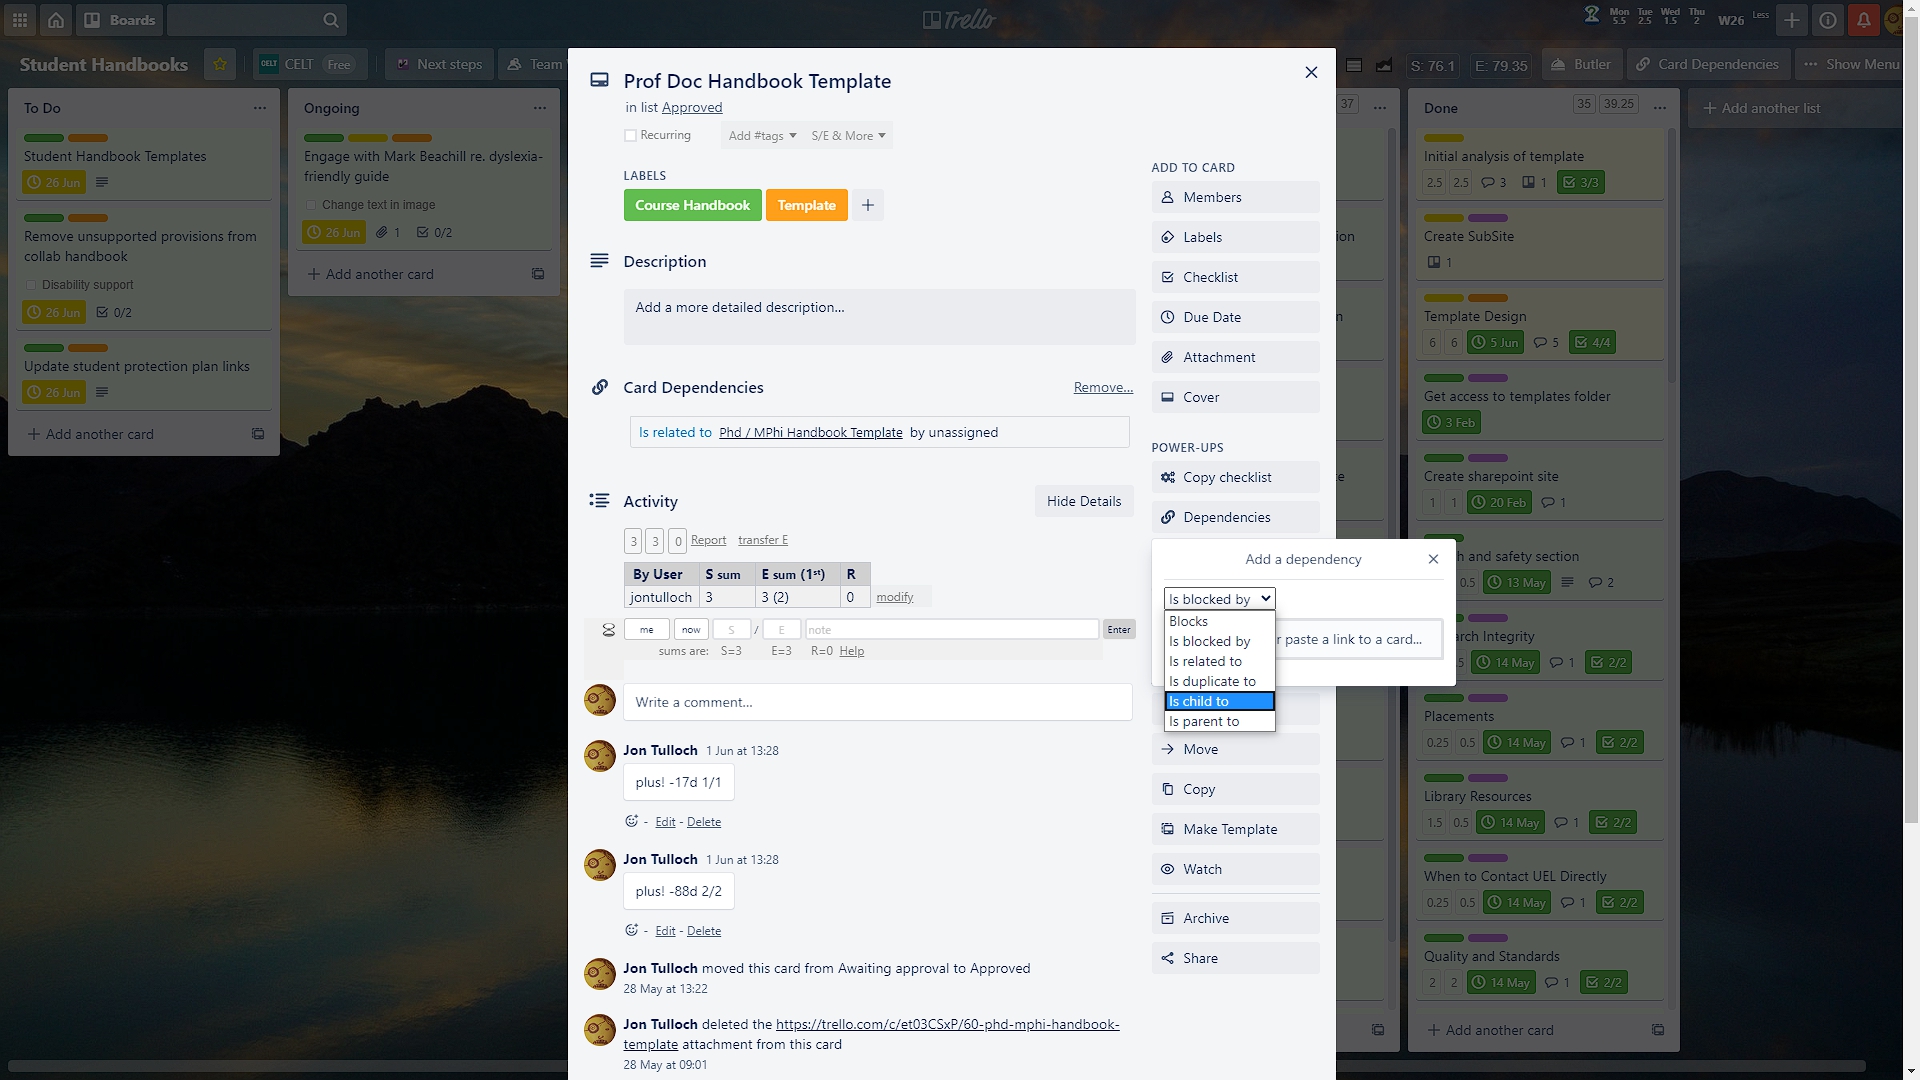 Boards
Trello
Mon 5.5
Tue 2.5
Wed 1.5
Thu 2
W26
Less
Student Handbooks
CELT
CELT
Free
Next steps
Team
S: 76.1
E: 79.35
Butler
Card Dependencies
Show Menu
To Do
Student Handbook Templates
26 Jun
Remove unsupported provisions from
collab handbook
Disability support
26 Jun
0/2
Update student protection plan links
26 Jun
+ Add another card
Ongoing
Engage with Mark Beachill re. dyslexia-
friendly guide
Change text in image
26 Jun
1
0/2
+ Add another card
Prof Doc Handbook Template
in list Approved
Recurring
Add #tags
S/E & More
LABELS
Course Handbook
Template
+
Description
Add a more detailed description...
Card Dependencies
Remove...
Is related to Phd / MPhi Handbook Template by unassigned
Activity
Hide Details
3 3 0 Report transfer E
By User S sum E sum (1st) R
jontulloch 3 3 (2) 0 modify
me now S / E note Enter
sums are: S=3 E=3 R=0 Help
Write a comment...
Jon Tulloch 1 Jun at 13:28
plus! -17d 1/1
- Edit - Delete
Jon Tulloch 1 Jun at 13:28
plus! -88d 2/2
- Edit - Delete
Jon Tulloch moved this card from Awaiting approval to Approved
28 May at 13:22
Jon Tulloch deleted the https://trello.com/c/et03CSxP/60-phd-mphi-handbook-
template attachment from this card
28 May at 09:01
ADD TO CARD
Members
Labels
Checklist
Due Date
Attachment
Cover
POWER-UPS
Copy checklist
Dependencies
Add a dependency
Is blocked by
Blocks
Is blocked by
Is related to
Is duplicate to
Is child to
Is parent to
paste a link to a card...
Move
Copy
Make Template
Watch
Archive
Share
37
Done
35
39.25
Initial analysis of template
2.5 2.5 3 1 3/3
Create SubSite
1
Template Design
6 6 5 Jun 5 4/4
Get access to templates folder
3 Feb
Create sharepoint site
1 1 20 Feb 1
and safety section
0.5 13 May 2
Integrity
14 May 1 2/2
Placements
0.25 0.5 14 May 1 2/2
Library Resources
1.5 0.5 14 May 1 2/2
When to Contact UEL Directly
0.25 0.5 14 May 1 2/2
Quality and Standards
2 2 14 May 1 2/2
+ Add another card
+ Add another list